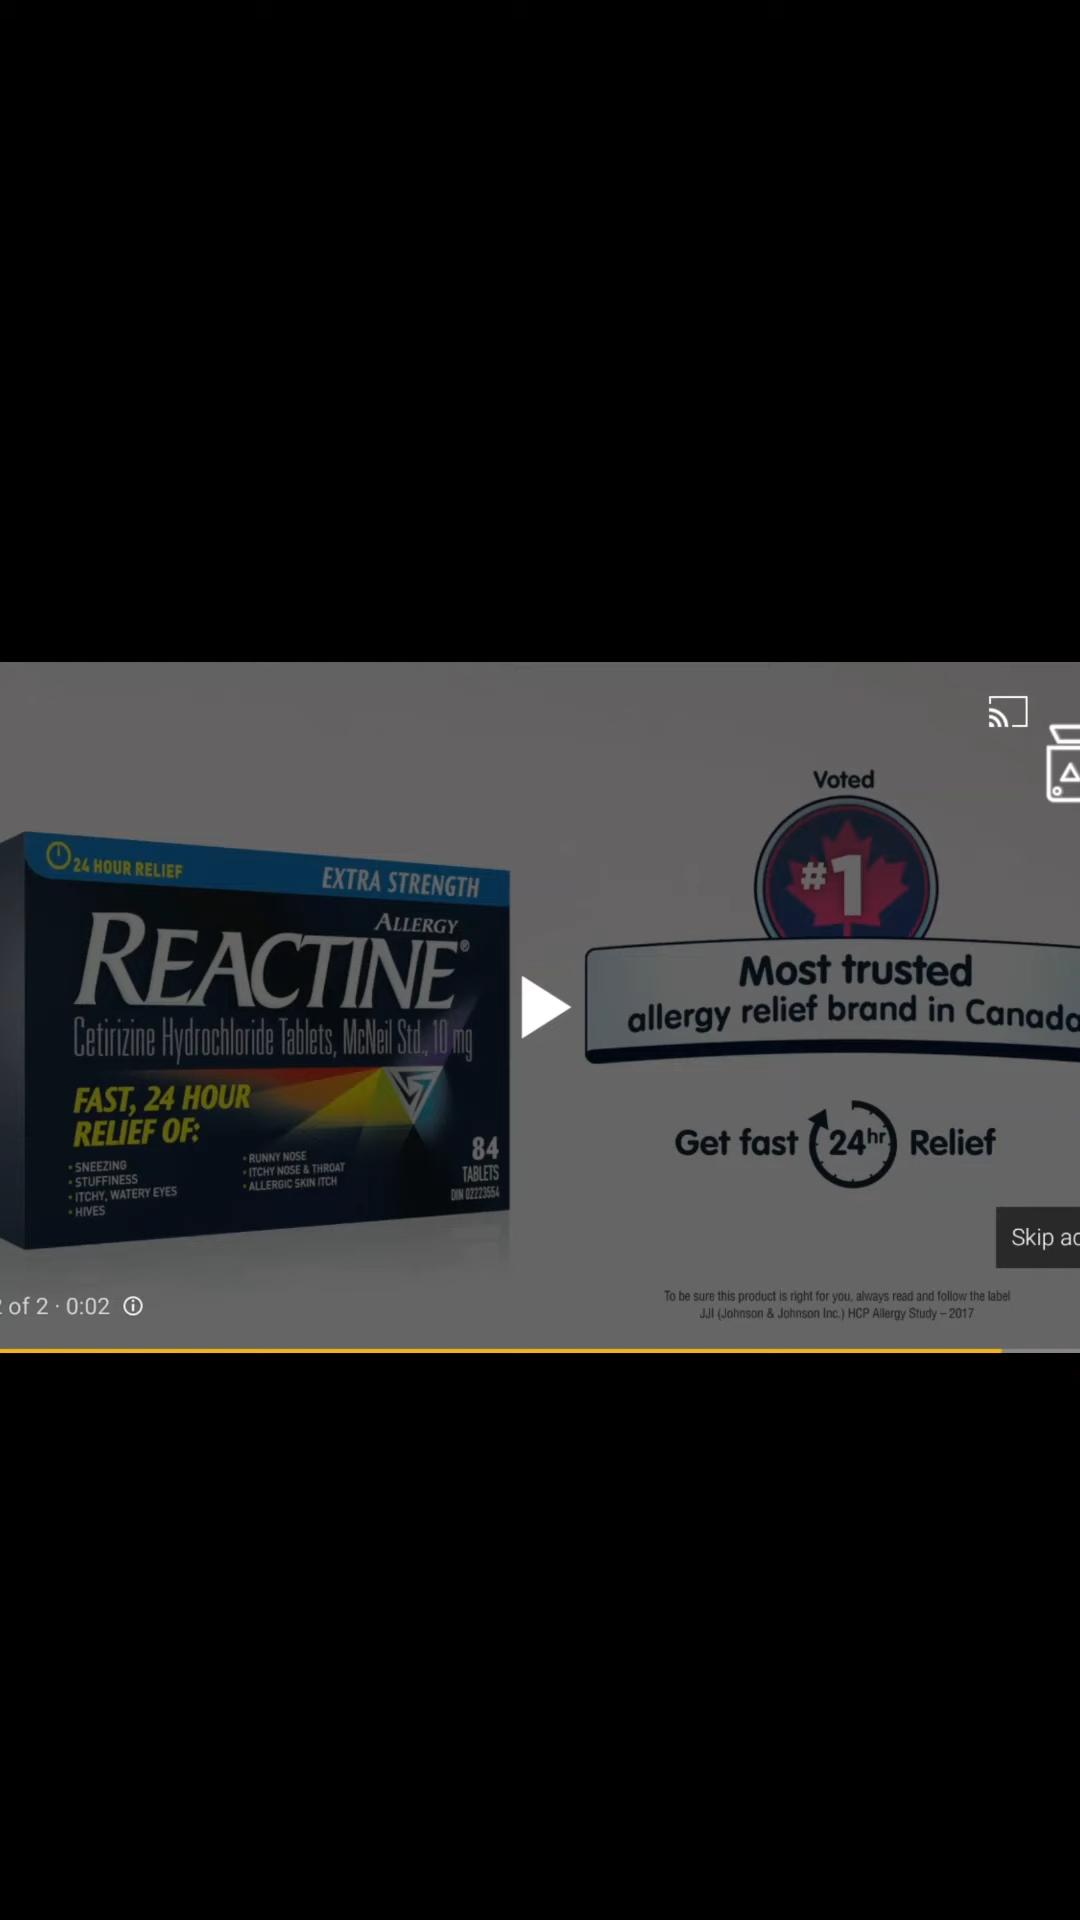 Voted
#1
Most trusted
allergy relief brand in Canada
24 HOUR RELIEF
EXTRA STRENGTH
ALLERGY
REACTINE®
Cetirizine Hydrochloride Tablets, McNeil Std., 10 mg
FAST, 24 HOUR
RELIEF OF:
• SNEEZING
• STUFFINESS
• ITCHY, WATERY EYES
• HIVES
• RUNNY NOSE
• ITCHY NOSE & THROAT
• ALLERGIC SKIN ITCH
84
TABLETS
DIN 02223554
Get fast 24hr Relief
Skip ad
of 2 · 0:02
To be sure this product is right for you, always read and follow the label
JJI (Johnson & Johnson Inc.) HCP Allergy Study – 2017